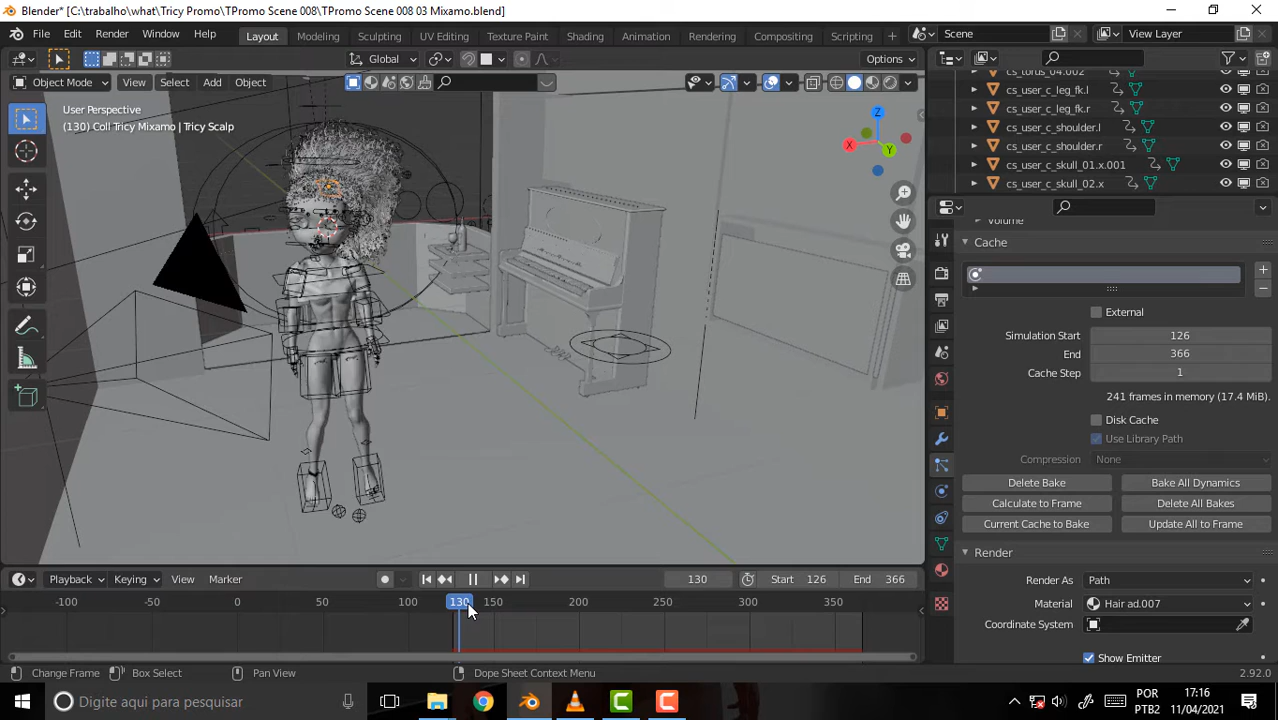 Blender* [C:\trabalho\what\Tricy Promo\TPromo Scene 008\TPromo Scene 008 03 Mixamo.blend]
File Edit Render Window Help Layout Modeling Sculpting UV Editing Texture Paint Shading Animation Rendering Compositing Scripting Scene View Layer
Global Options
Object Mode View Select Add Object
User Perspective
(130) Coll Tricy Mixamo | Tricy Scalp
Z
X
Y
cs_torus_04.002
cs_user_c_leg_fk.l
cs_user_c_leg_fk.r
cs_user_c_shoulder.l
cs_user_c_shoulder.r
cs_user_c_skull_01.x.001
cs_user_c_skull_02.x
Volume
Cache
External
Simulation Start 126
End 366
Cache Step 1
241 frames in memory (17.4 MiB).
Disk Cache
Use Library Path
Compression None
Delete Bake Bake All Dynamics
Calculate to Frame Delete All Bakes
Current Cache to Bake Update All to Frame
Render
Render As Path
Material Hair ad.007
Coordinate System
Show Emitter
Playback Keying View Marker 130 Start 126 End 366
-100 -50 0 50 100 130 150 200 250 300 350
Change Frame Box Select Pan View Dope Sheet Context Menu 2.92.0
Digite aqui para pesquisar
POR
PTB2
17:16
11/04/2021